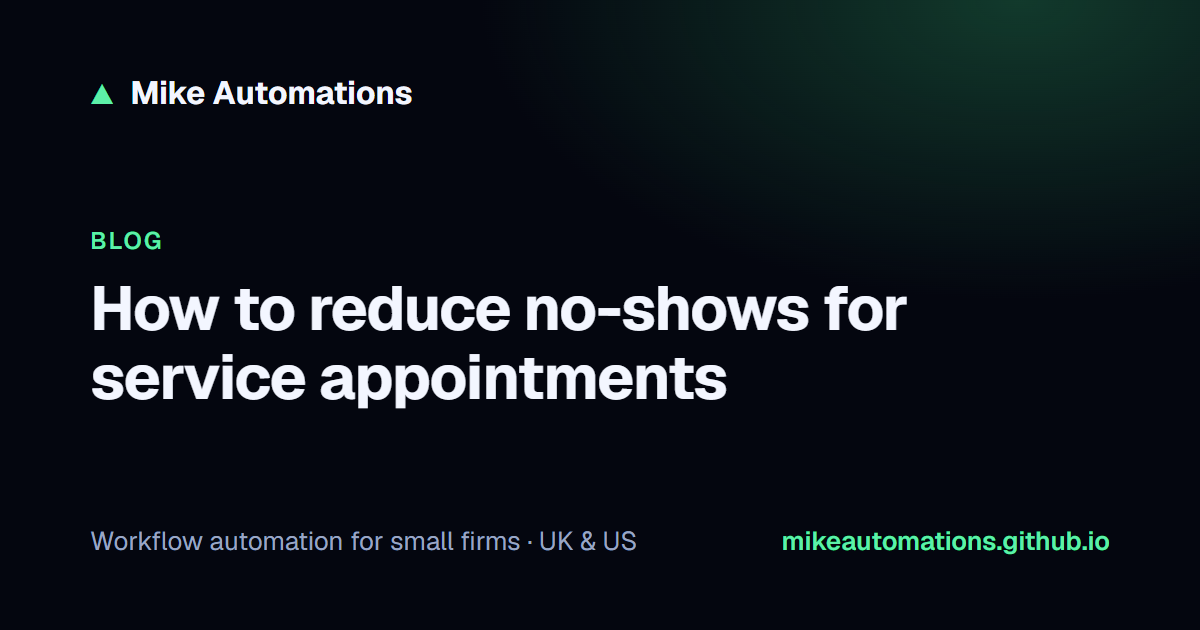 Mike Automations
BLOG
How to reduce no-shows for
service appointments
Workflow automation for small firms · UK & US
mikeautomations.github.io